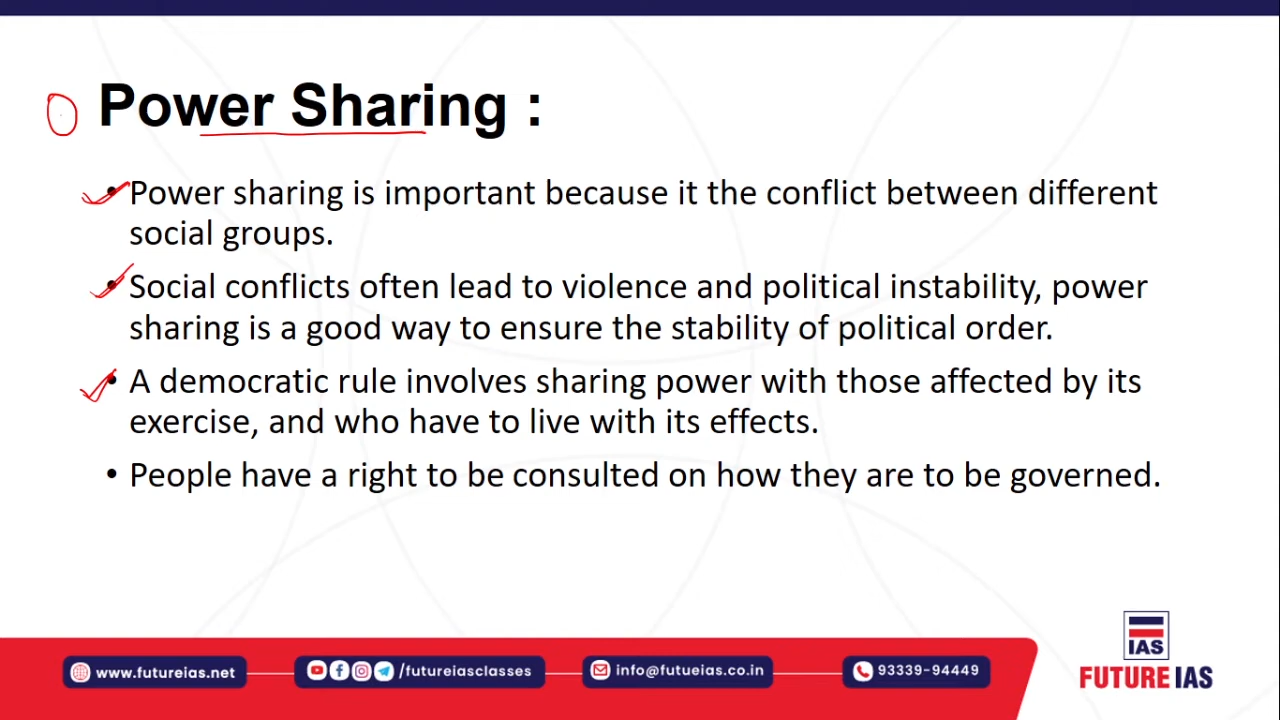 Power Sharing :
• Power sharing is important because it the conflict between different
social groups.
• Social conflicts often lead to violence and political instability, power
sharing is a good way to ensure the stability of political order.
• A democratic rule involves sharing power with those affected by its
exercise, and who have to live with its effects.
• People have a right to be consulted on how they are to be governed.
IAS
www.futureias.net
/futureiasclasses
info@futueias.co.in
93339-94449
FUTURE IAS